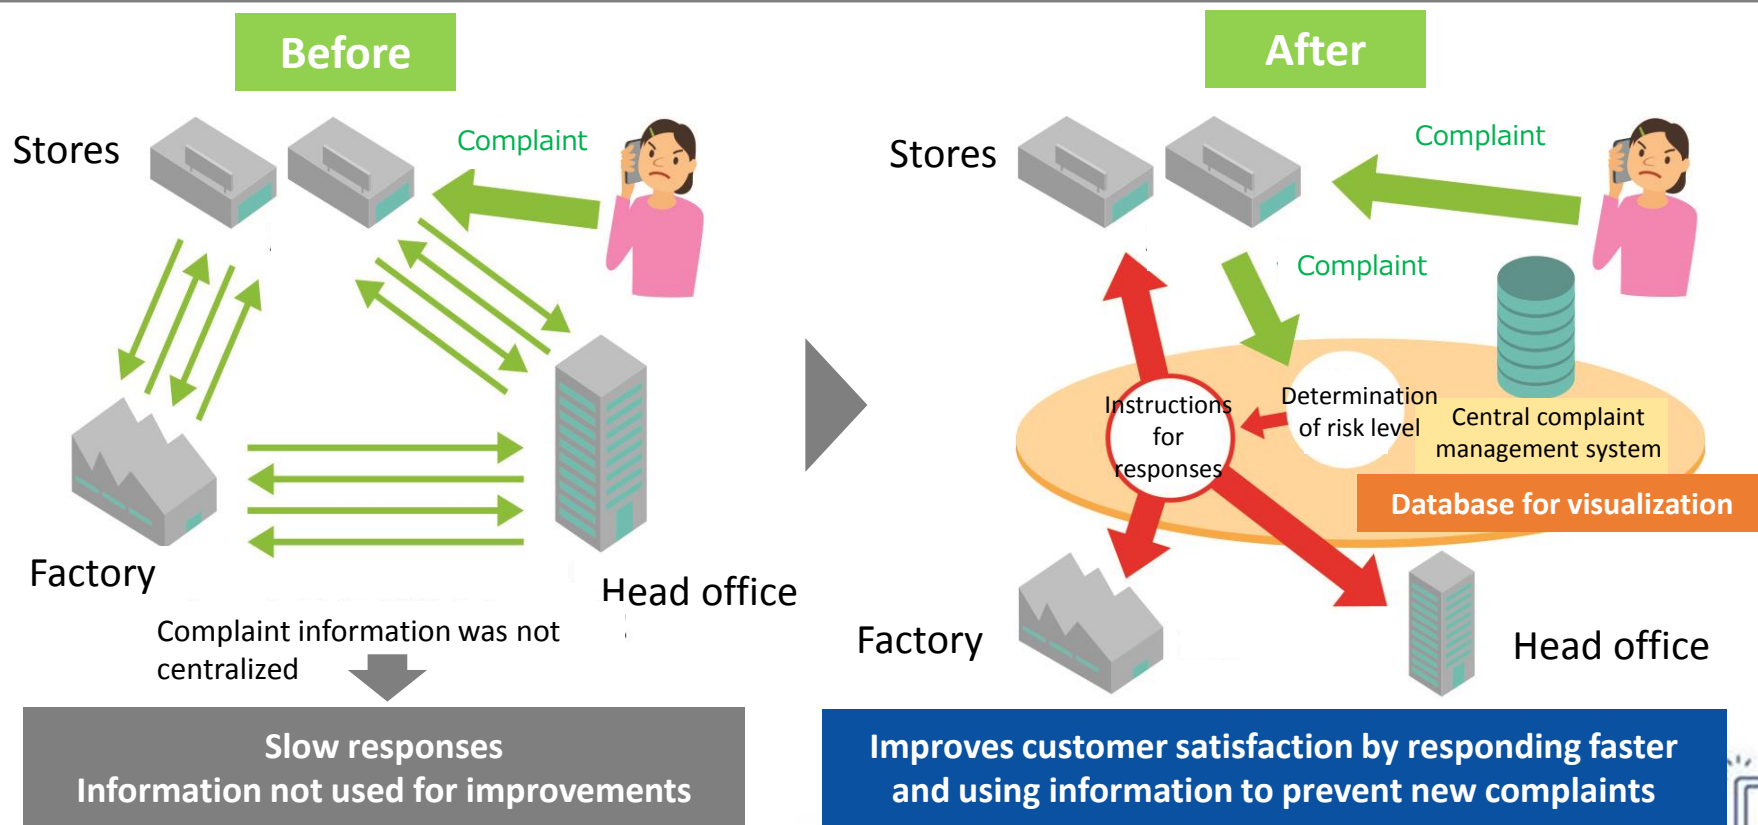 Before
Stores
Complaint
Factory
Head office
Complaint information was not
centralized
Slow responses
Information not used for improvements
After
Stores
Complaint
Complaint
Instructions
for
responses
Determination
of risk level
Central complaint
management system
Database for visualization
Factory
Head office
Improves customer satisfaction by responding faster
and using information to prevent new complaints